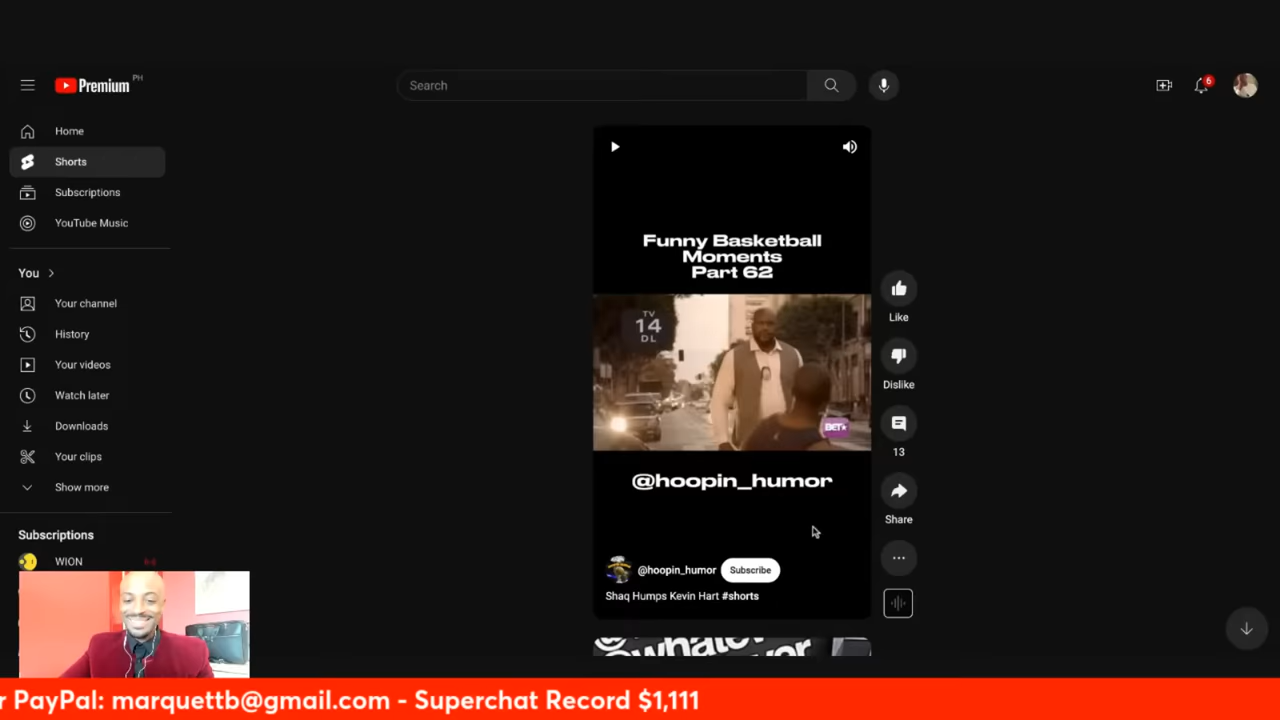 Premium PH
Search
6
Home
Shorts
Subscriptions
YouTube Music
You
Your channel
History
Your videos
Watch later
Downloads
Your clips
Show more
Subscriptions
WION
Funny Basketball
Moments
Part 62
TV
14
DL
BET
@hoopin_humor
@hoopin_humor Subscribe
Shaq Humps Kevin Hart #shorts
Like
Dislike
13
Share
@whatever
r PayPal: marquettb@gmail.com - Superchat Record $1,111